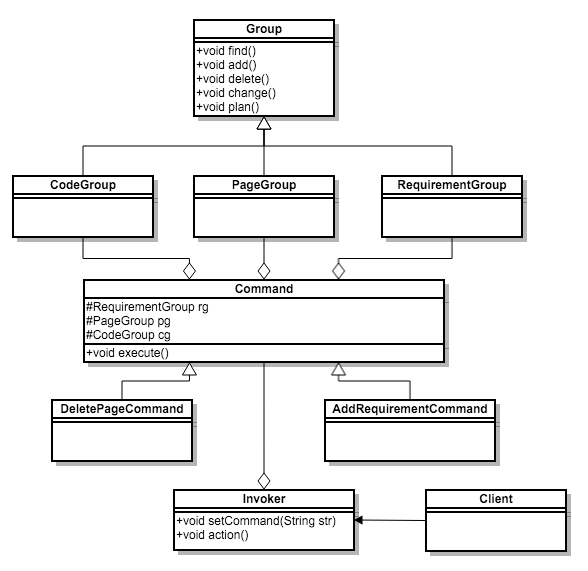 Group
+void find()
+void add()
+void delete()
+void change()
+void plan()
CodeGroup
PageGroup
RequirementGroup
Command
#RequirementGroup rg
#PageGroup pg
#CodeGroup cg
+void execute()
DeletePageCommand
AddRequirementCommand
Invoker
+void setCommand(String str)
+void action()
Client